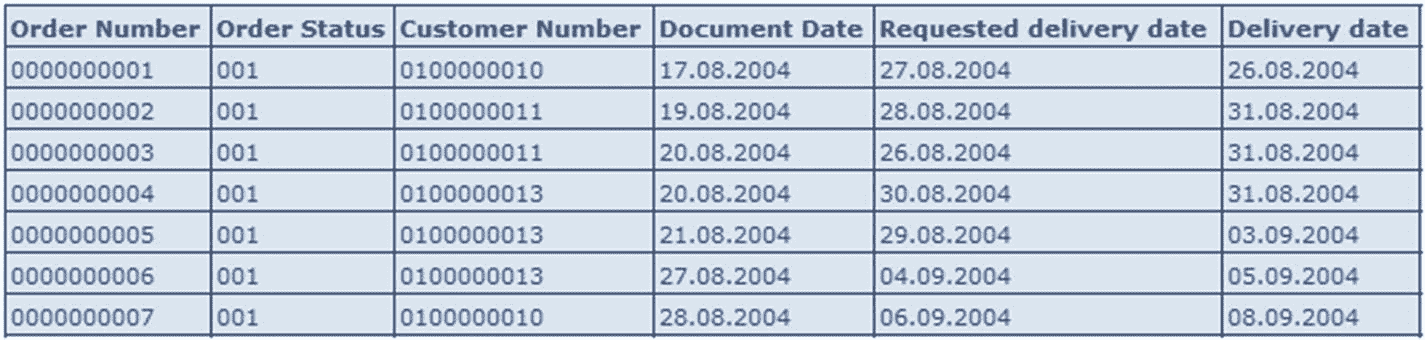 Order Number Order Status Customer Number Document Date Requested delivery date Delivery date
0000000001 001 0100000010 17.08.2004 27.08.2004 26.08.2004
0000000002 001 0100000011 19.08.2004 28.08.2004 31.08.2004
0000000003 001 0100000011 20.08.2004 26.08.2004 31.08.2004
0000000004 001 0100000013 20.08.2004 30.08.2004 31.08.2004
0000000005 001 0100000013 21.08.2004 29.08.2004 03.09.2004
0000000006 001 0100000013 27.08.2004 04.09.2004 05.09.2004
0000000007 001 0100000010 28.08.2004 06.09.2004 08.09.2004